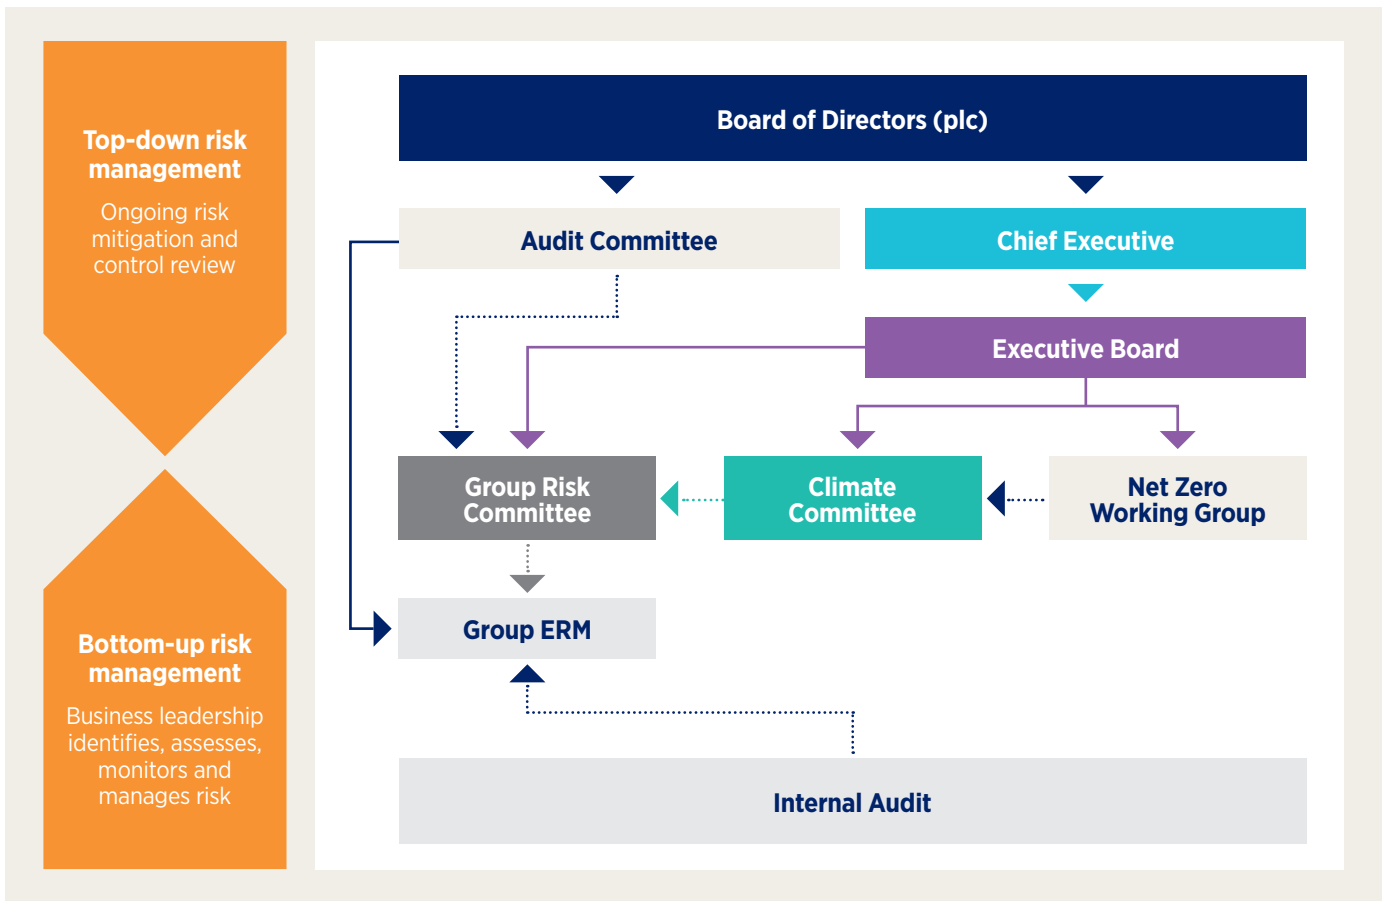 Top-down risk
management
Ongoing risk
mitigation and
control review
Bottom-up risk
management
Business leadership
identifies, assesses,
monitors and
manages risk
Board of Directors (plc)
Audit Committee
Chief Executive
Executive Board
Group Risk
Committee
Climate
Committee
Net Zero
Working Group
Group ERM
Internal Audit